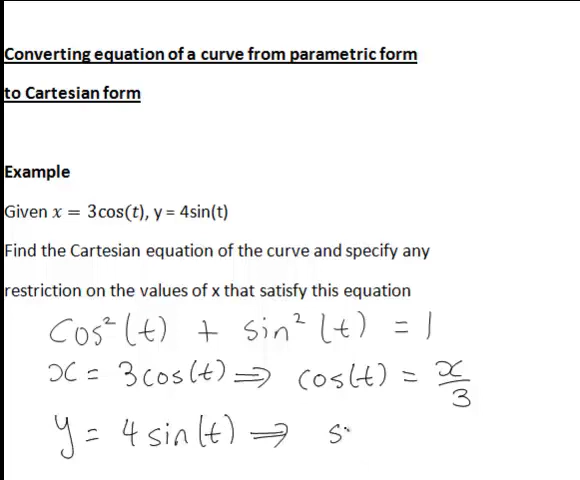 Converting equation of a curve from parametric form
to Cartesian form
Example
Given x = 3cos(t), y = 4sin(t)
Find the Cartesian equation of the curve and specify any
restriction on the values of x that satisfy this equation
Cos²(t) + sin²(t) = 1
x = 3cos(t) ⇒ cos(t) = x/3
y = 4sin(t) ⇒ s